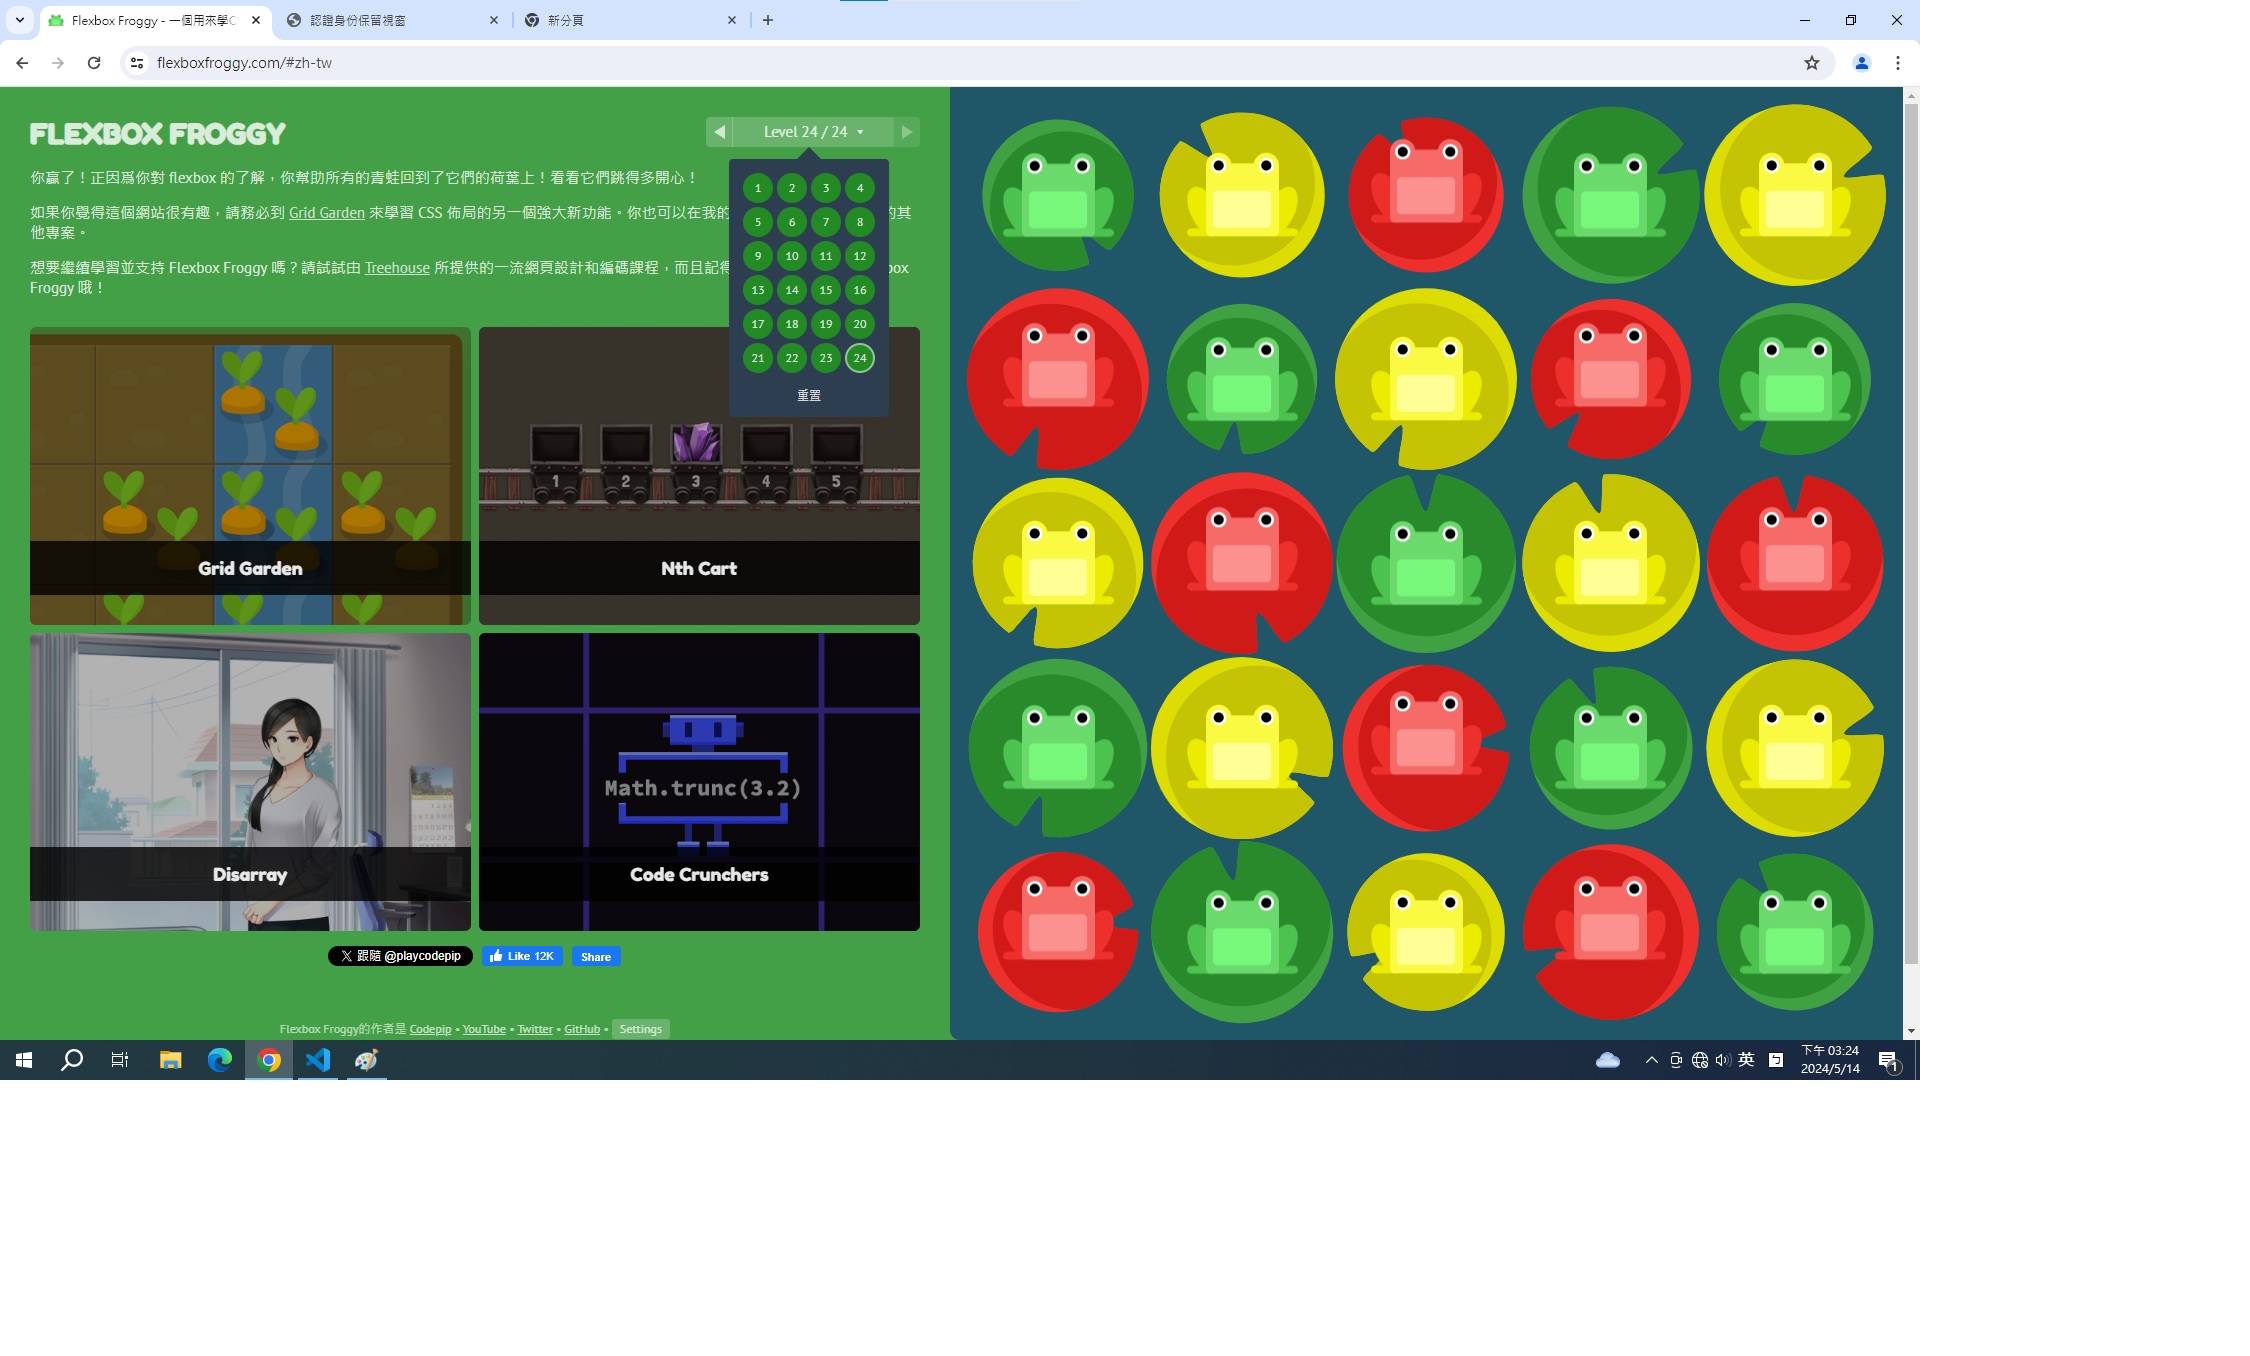 Flexbox Froggy - 一個用來學C
認證身份保留視窗
新分頁
flexboxfroggy.com/#zh-tw
FLEXBOX FROGGY
Level 24 / 24
你贏了！正因爲你對 flexbox 的了解，你幫助所有的青蛙回到了它們的荷葉上！看看它們跳得多開心！
如果你覺得這個網站很有趣，請務必到 Grid Garden 來學習 CSS 佈局的另一個強大新功能。你也可以在我的
的其
他專案。
想要繼續學習並支持 Flexbox Froggy 嗎？請試試由 Treehouse 所提供的一流網頁設計和編碼課程，而且記得
box
Froggy 哦！
1 2 3 4
5 6 7 8
9 10 11 12
13 14 15 16
17 18 19 20
21 22 23 24
重置
Grid Garden
1 2 3 4 5
Nth Cart
Disarray
Math.trunc(3.2)
Code Crunchers
跟隨 @playcodepip
Like 12K
Share
Flexbox Froggy的作者是 Codepip • YouTube • Twitter • GitHub • Settings
英
下午 03:24
2024/5/14
1